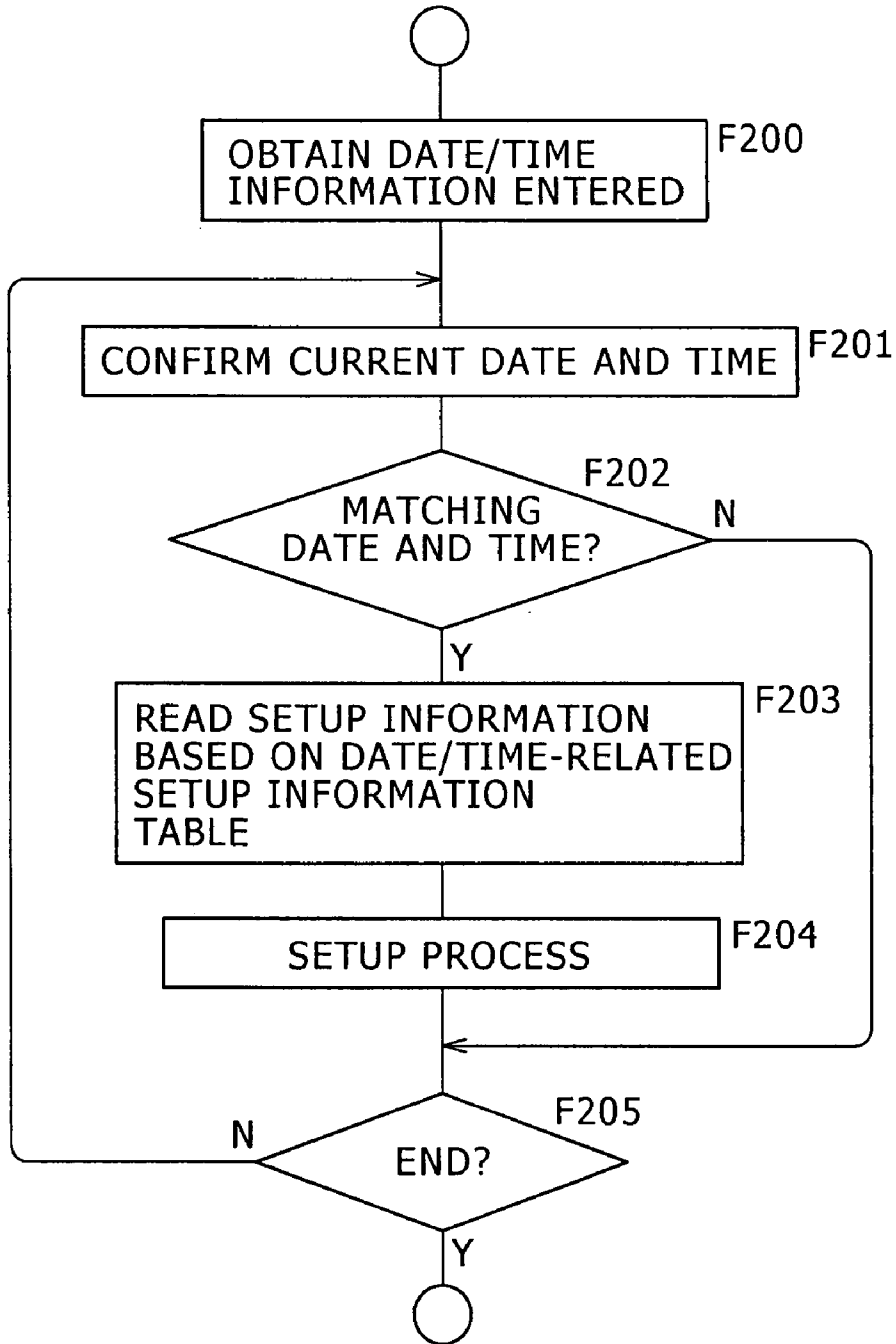 OBTAIN DATE/TIME
INFORMATION ENTERED
F200
CONFIRM CURRENT DATE AND TIME
F201
F202
MATCHING
DATE AND TIME?
N
Y
READ SETUP INFORMATION
BASED ON DATE/TIME-RELATED
SETUP INFORMATION
TABLE
F203
SETUP PROCESS
F204
F205
N
END?
Y